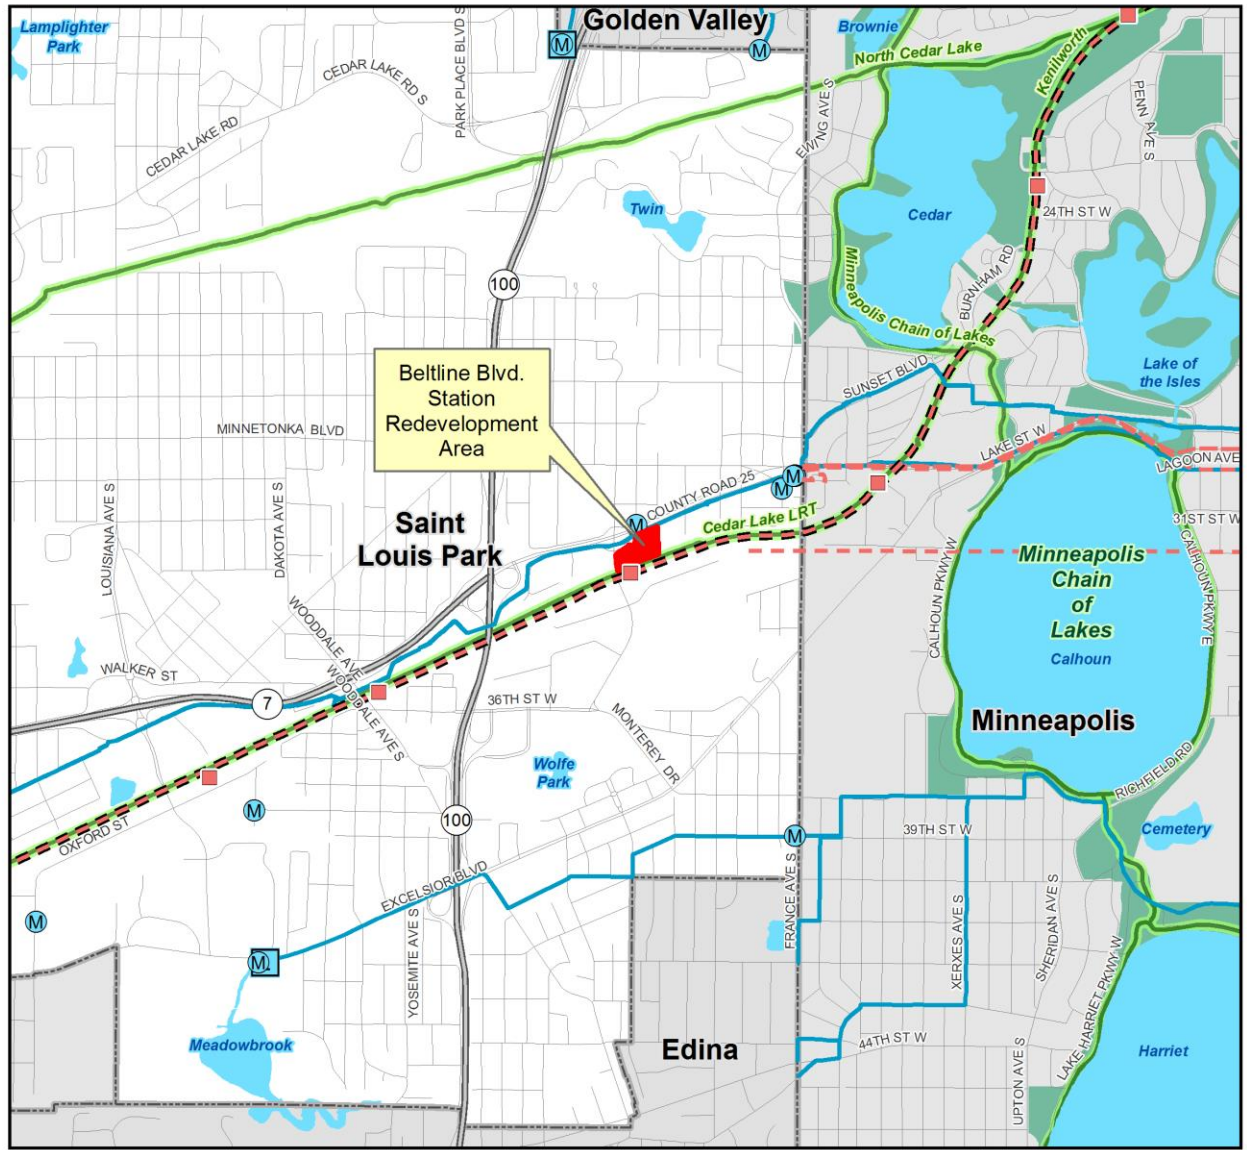 Lamplighter
Park
Golden Valley
Brownie
M
M
North Cedar Lake
Kenilworth
CEDAR LAKE RD S
PARK PLACE BLVD S
PENN AVE S
CEDAR LAKE RD
EWING AVE S
Twin
Cedar
24TH ST W
100
BURNHAM RD
Minneapolis Chain of Lakes
Beltline Blvd.
Station
Redevelopment
Area
SUNSET BLVD
Lake of
the Isles
MINNETONKA BLVD
LAKE ST W
LAGOON AVE
M
M
COUNTY ROAD 25
M
Cedar Lake LRT
31ST ST W
LOUISIANA AVE S
DAKOTA AVE S
Saint
Louis Park
CALHOUN PKWY W
CALHOUN PKWY E
Minneapolis
Chain
of
Lakes
Calhoun
WOODDALE AVE
WALKER ST
WOODDALE AVE S
7
36TH ST W
MONTEREY DR
Minneapolis
Wolfe
Park
RICHFIELD RD
M
100
OXFORD ST
M
39TH ST W
Cemetery
EXCELSIOR BLVD
M
YOSEMITE AVE S
FRANCE AVE S
XERXES AVE S
SHERIDAN AVE S
LAKE HARRIET PKWY W
M
Meadowbrook
Edina
44TH ST W
Harriet
UPTON AVE S